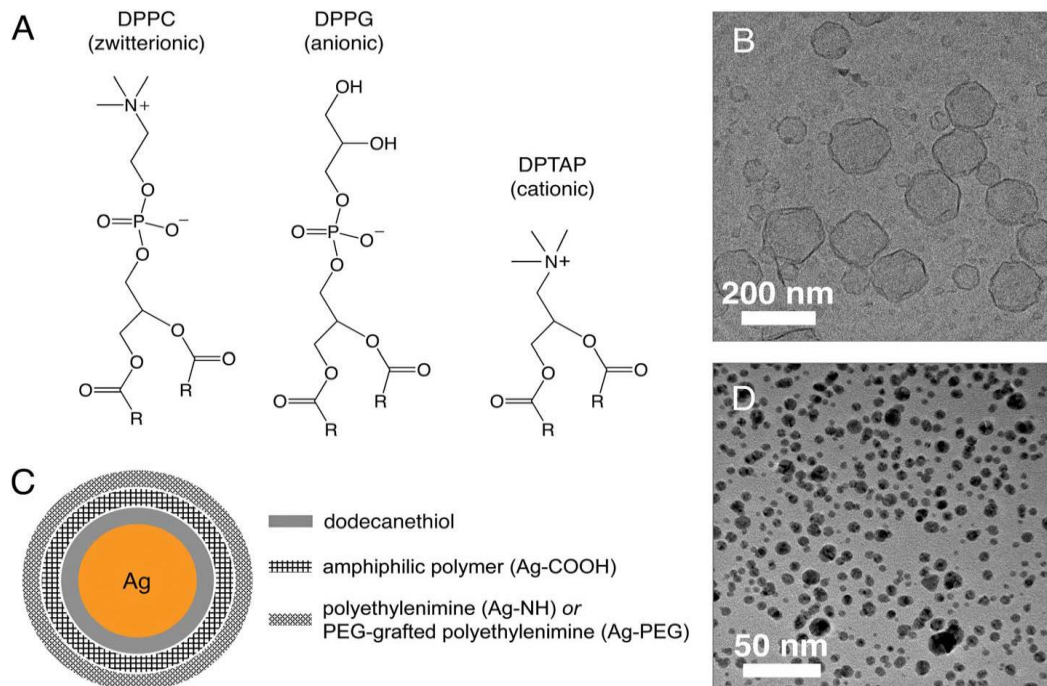 A
DPPC
(zwitterionic)
N+
O
O=P–O−
O
O
O
O
O
R
DPPG
(anionic)
OH
OH
O
O=P–O−
O
O
O
O
O
R
R
DPTAP
(cationic)
N+
O
O
O
O
R
R
B
200 nm
C
Ag
dodecanethiol
amphiphilic polymer (Ag-COOH)
polyethylenimine (Ag-NH) or
PEG-grafted polyethylenimine (Ag-PEG)
D
50 nm